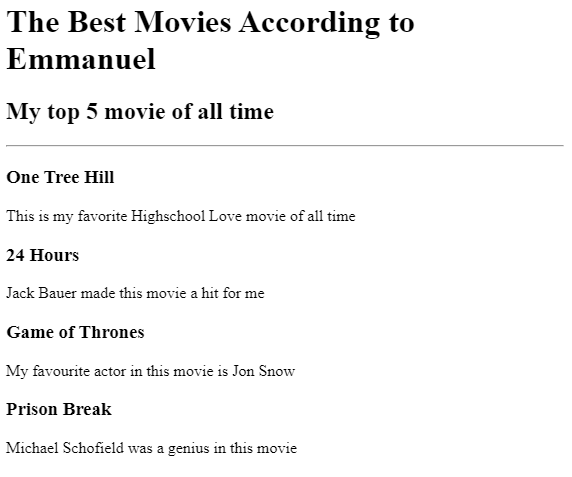 The Best Movies According to
Emmanuel
My top 5 movie of all time
One Tree Hill
This is my favorite Highschool Love movie of all time
24 Hours
Jack Bauer made this movie a hit for me
Game of Thrones
My favourite actor in this movie is Jon Snow
Prison Break
Michael Schofield was a genius in this movie